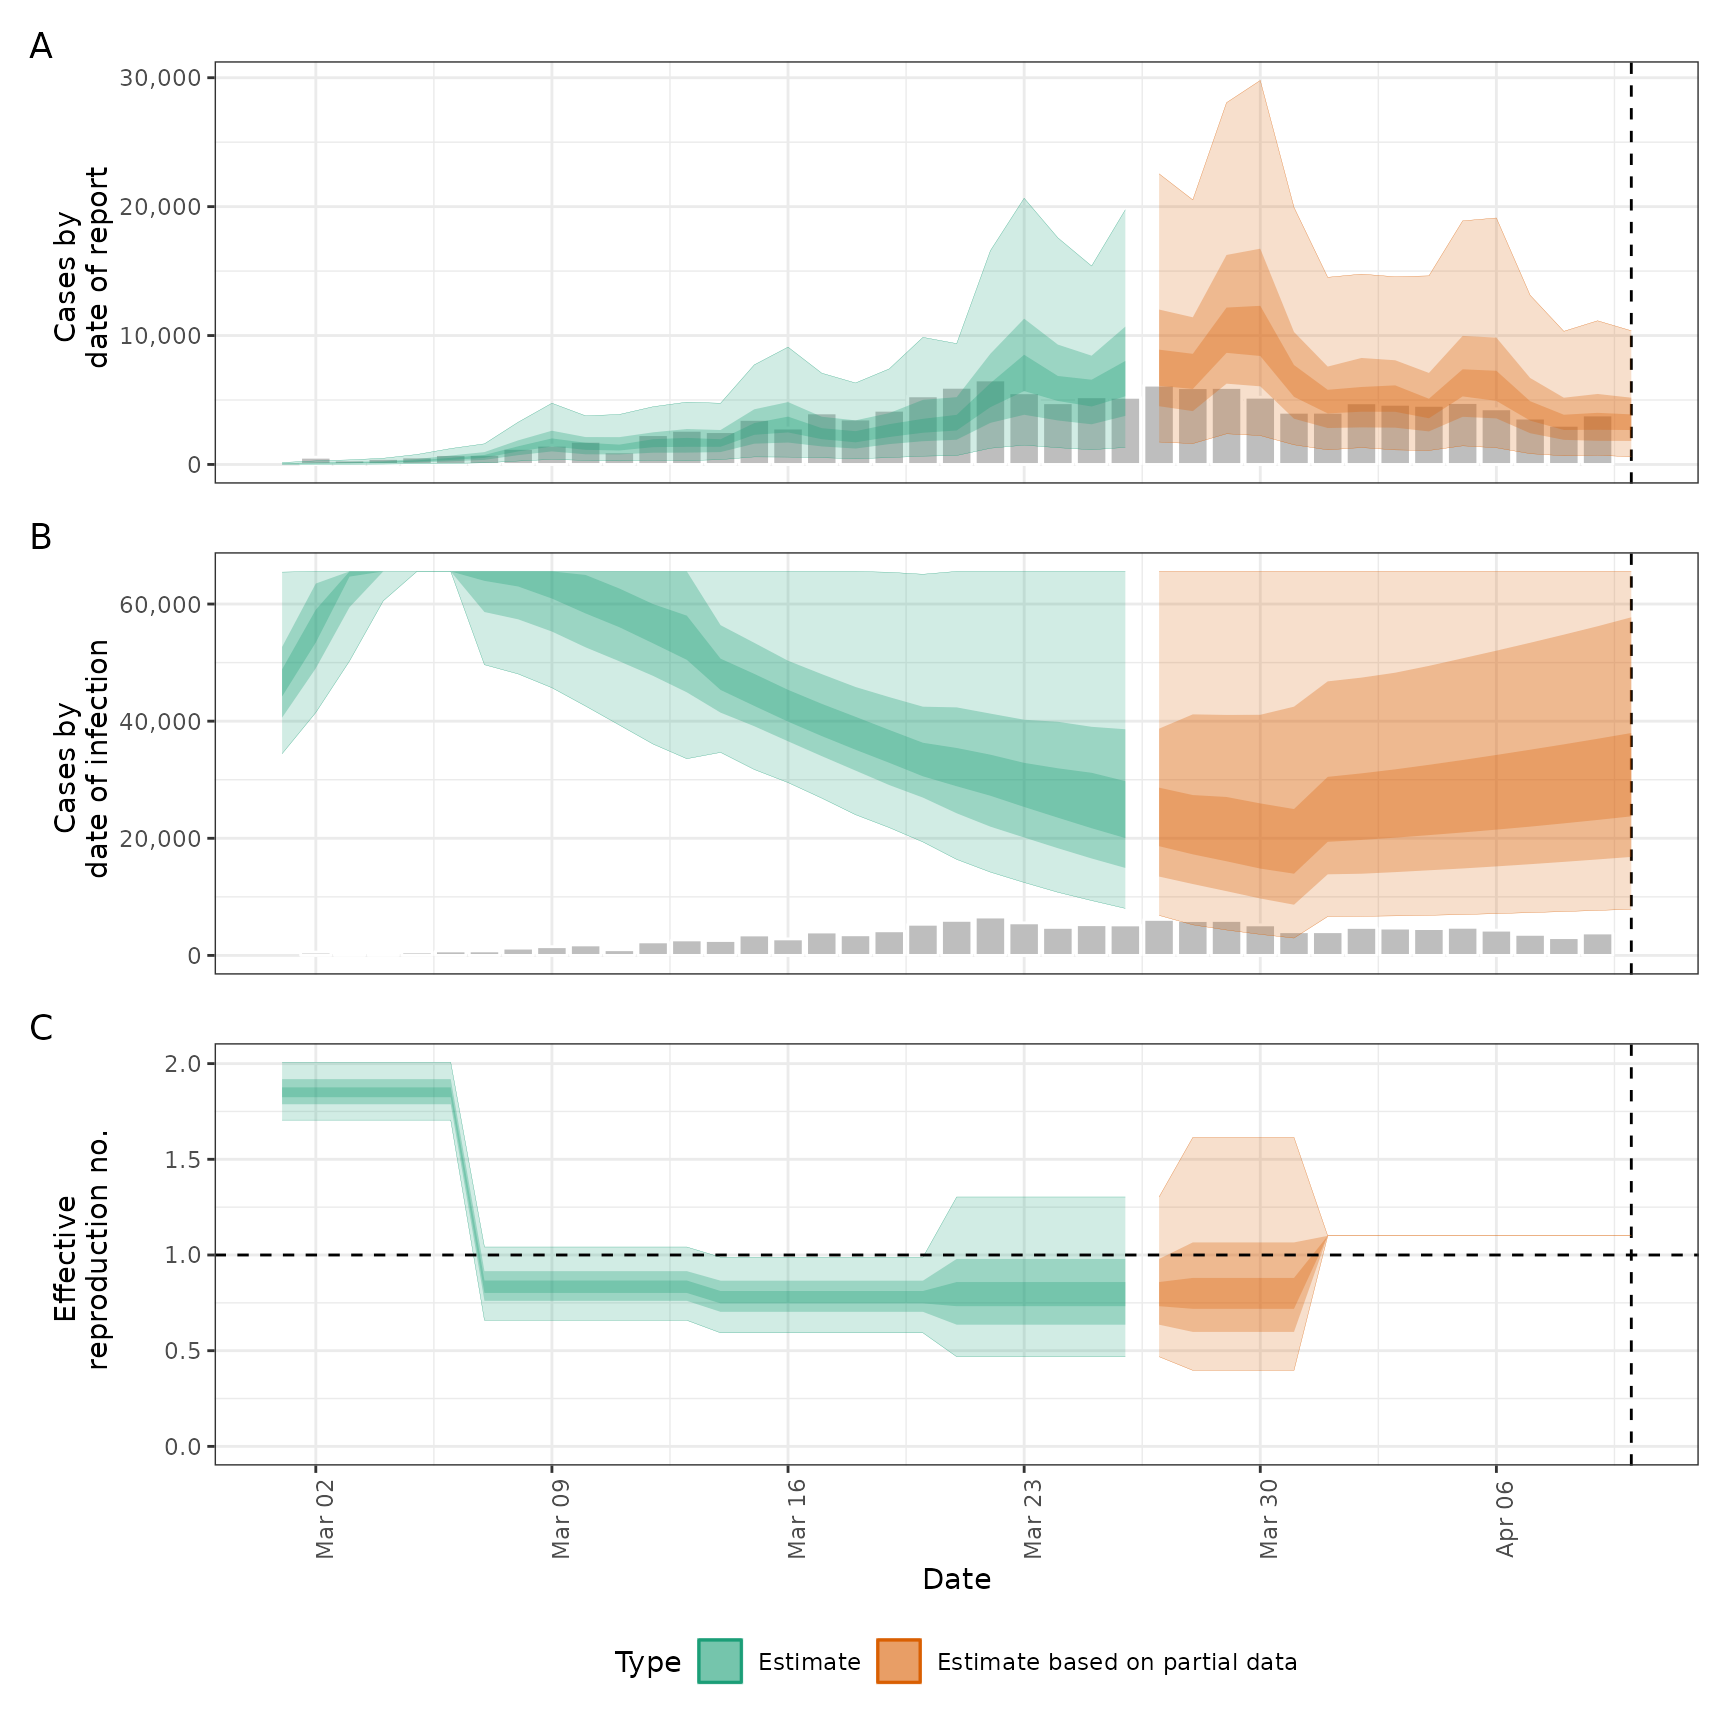 A
30,000
20,000
10,000
0
Cases by
date of report
B
60,000
40,000
20,000
0
Cases by
date of infection
C
2.0
1.5
1.0
0.5
0.0
Effective
reproduction no.
Mar 02
Mar 09
Mar 16
Mar 23
Mar 30
Apr 06
Date
Type Estimate Estimate based on partial data